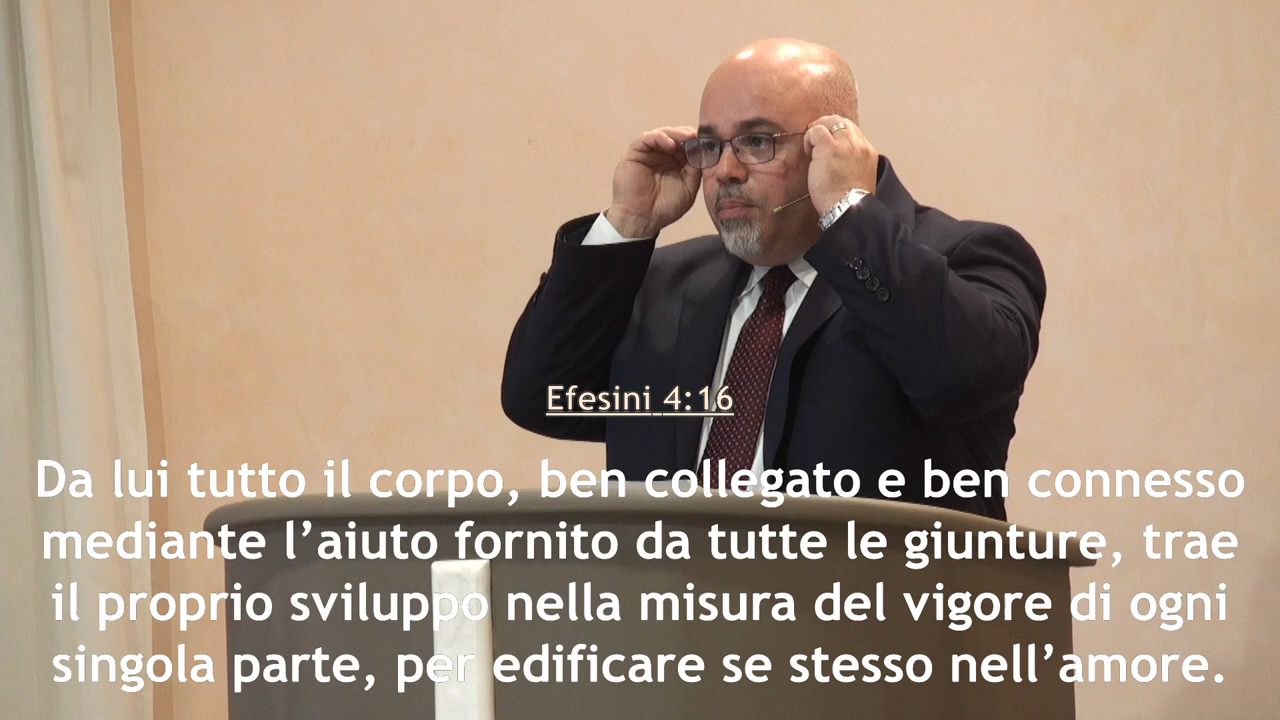 Efesini 4:16
Da lui tutto il corpo, ben collegato e ben connesso
mediante l’aiuto fornito da tutte le giunture, trae
il proprio sviluppo nella misura del vigore di ogni
singola parte, per edificare se stesso nell’amore.